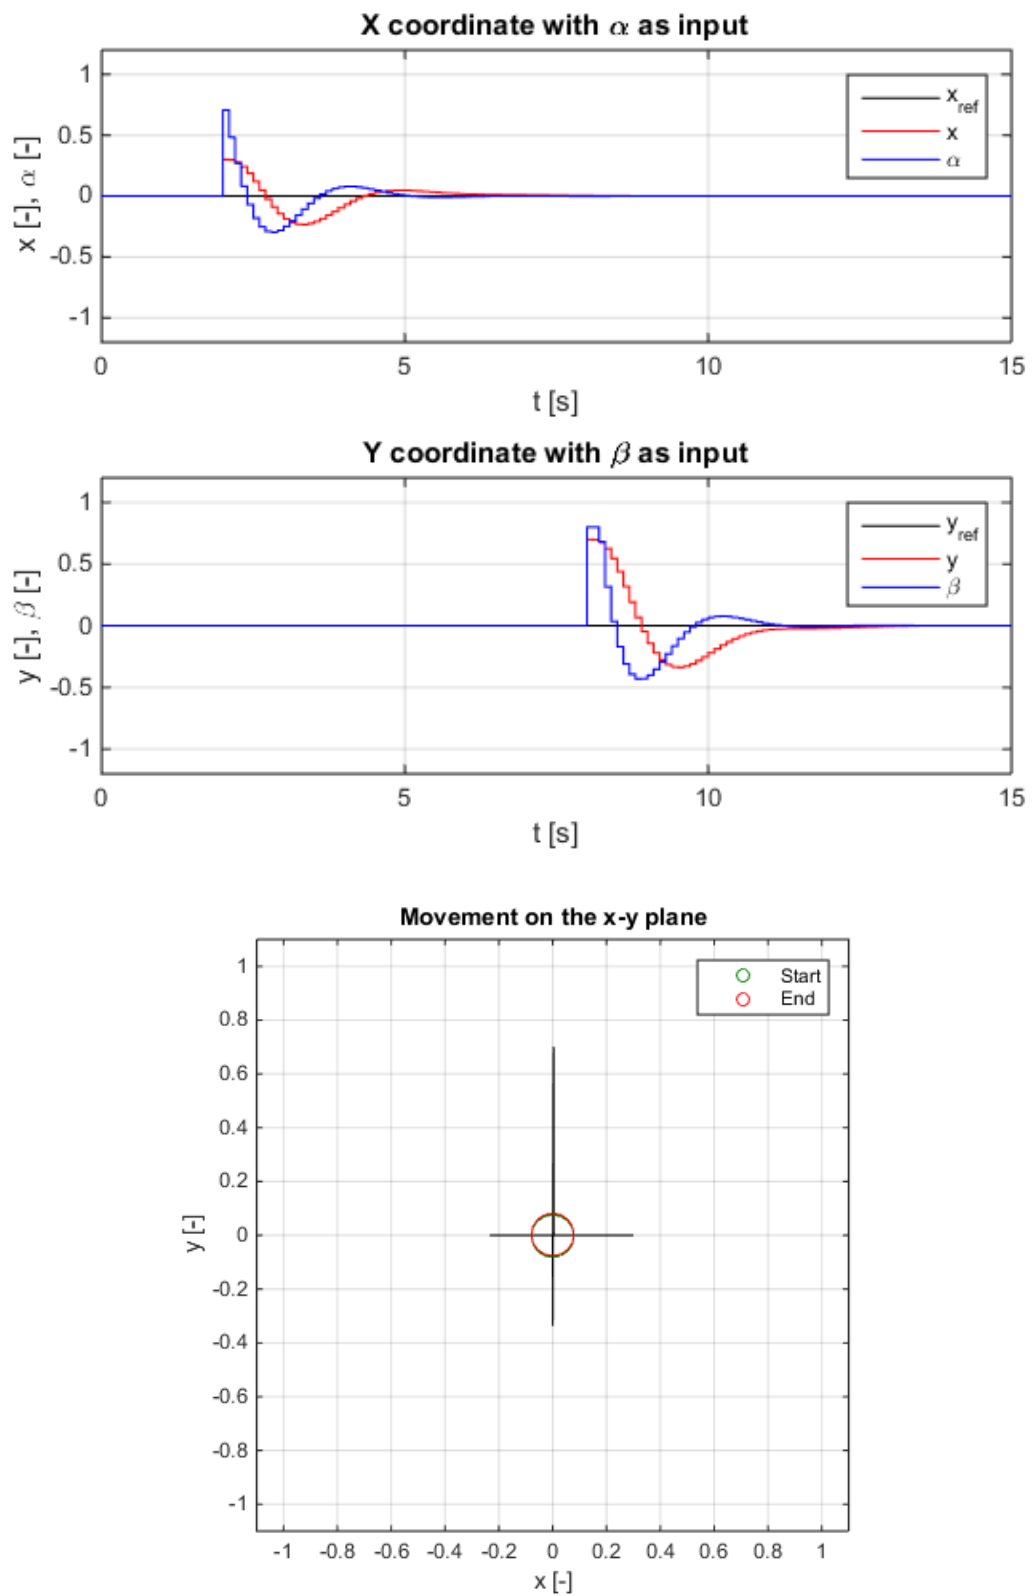 X coordinate with α as input
1
0.5
0
-0.5
-1
x [-], α [-]
x_ref
x
α
0 5 10 15
t [s]
Y coordinate with β as input
1
0.5
0
-0.5
-1
y [-], β [-]
y_ref
y
β
0 5 10 15
t [s]
Movement on the x-y plane
1
0.8
0.6
0.4
0.2
0
-0.2
-0.4
-0.6
-0.8
-1
y [-]
Start
End
-1 -0.8 -0.6 -0.4 -0.2 0 0.2 0.4 0.6 0.8 1
x [-]